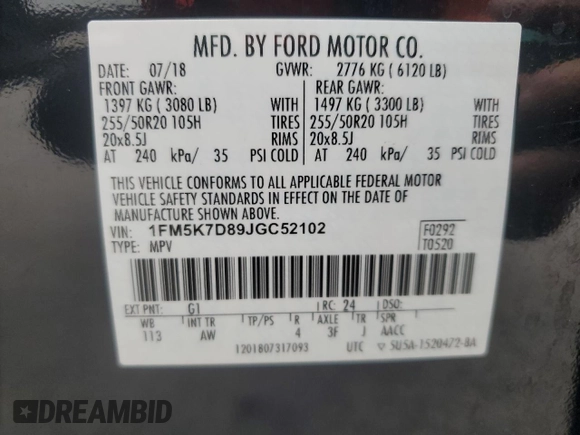 MFD. BY FORD MOTOR CO.
DATE: 07/18 GVWR: 2776 KG ( 6120 LB)
FRONT GAWR: REAR GAWR:
1397 KG ( 3080 LB) WITH 1497 KG ( 3300 LB) WITH
255/50R20 105H TIRES 255/50R20 105H TIRES
20x8.5J RIMS 20x8.5J RIMS
AT 240 kPa/ 35 PSI COLD AT 240 kPa/ 35 PSI COLD
THIS VEHICLE CONFORMS TO ALL APPLICABLE FEDERAL MOTOR
VEHICLE SAFETY STANDARDS IN EFFECT ON THE DATE OF
MANUFACTURE SHOWN ABOVE.
VIN: 1FM5K7D89JGC52102 F0292
TYPE: MPV T0520
EXT PNT: G1 RC: 24 DSO:
WB INT TR TP/PS R AXLE TR SPR
113 AW 4 3F J AACC
1201807317093 UTC ▽ 5U5A-1520472-BA
DREAMBID